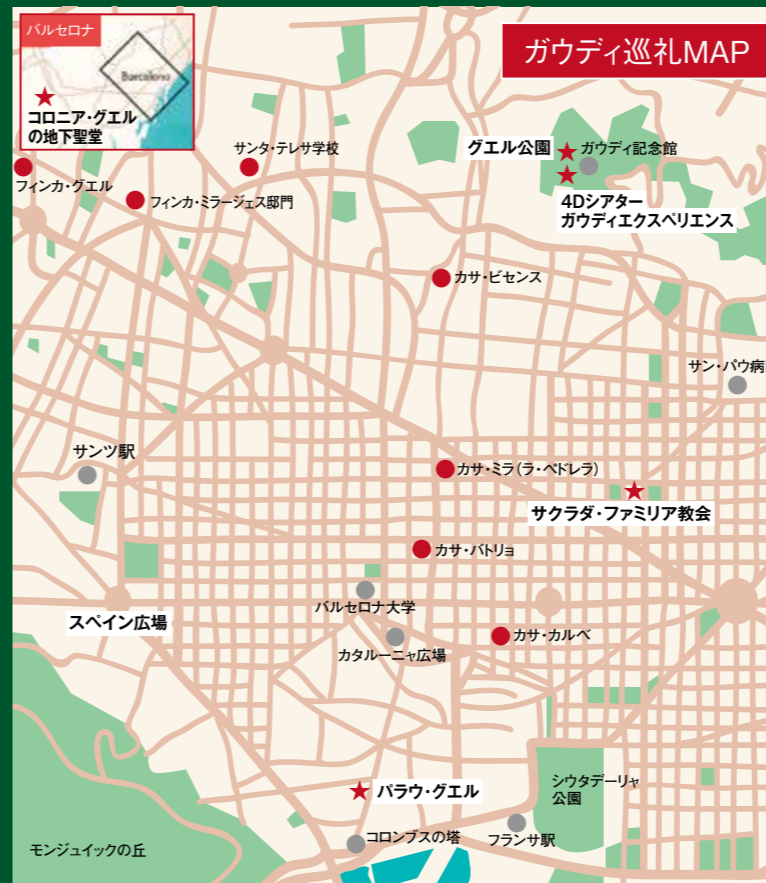 バルセロナ
Barcelona
コロニア・グエル
の地下聖堂
ガウディ巡礼MAP
サンタ・テレサ学校
グエル公園
ガウディ記念館
フィンカ・グエル
フィンカ・ミラージェス邸門
4Dシアター
ガウディエクスペリエンス
カサ・ビセンス
サン・パウ病
サンツ駅
カサ・ミラ(ラ・ペドレラ)
サクラダ・ファミリア教会
カサ・バトリョ
バルセロナ大学
スペイン広場
カサ・カルベ
カタルーニャ広場
パラウ・グエル
シウタデーリャ
公園
コロンブスの塔
フランサ駅
モンジュイックの丘